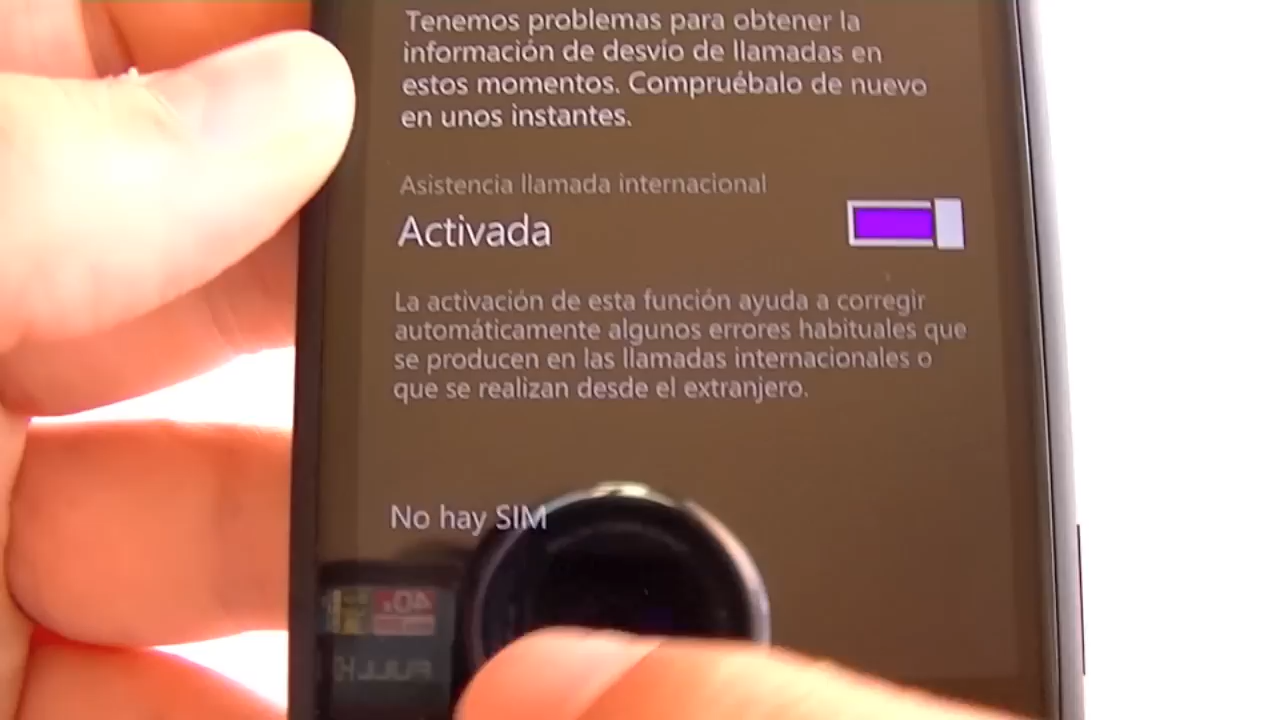 Tenemos problemas para obtener la
información de desvío de llamadas en
estos momentos. Compruébalo de nuevo
en unos instantes.
Asistencia llamada internacional
Activada
La activación de esta función ayuda a corregir
automáticamente algunos errores habituales que
se producen en las llamadas internacionales o
que se realizan desde el extranjero.
No hay SIM